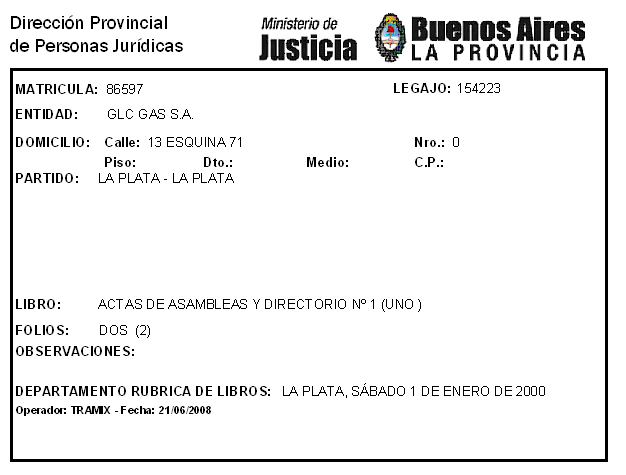 Dirección Provincial
de Personas Jurídicas
Ministerio de
Justicia
Buenos Aires
LA PROVINCIA
MATRICULA: 86597 LEGAJO: 154223
ENTIDAD: GLC GAS S.A.
DOMICILIO: Calle: 13 ESQUINA 71 Nro.: 0
Piso: Dto.: Medio: C.P.:
PARTIDO: LA PLATA - LA PLATA
LIBRO: ACTAS DE ASAMBLEAS Y DIRECTORIO Nº 1 (UNO )
FOLIOS: DOS (2)
OBSERVACIONES:
DEPARTAMENTO RUBRICA DE LIBROS: LA PLATA, SÁBADO 1 DE ENERO DE 2000
Operador: TRAMIX - Fecha: 21/06/2008